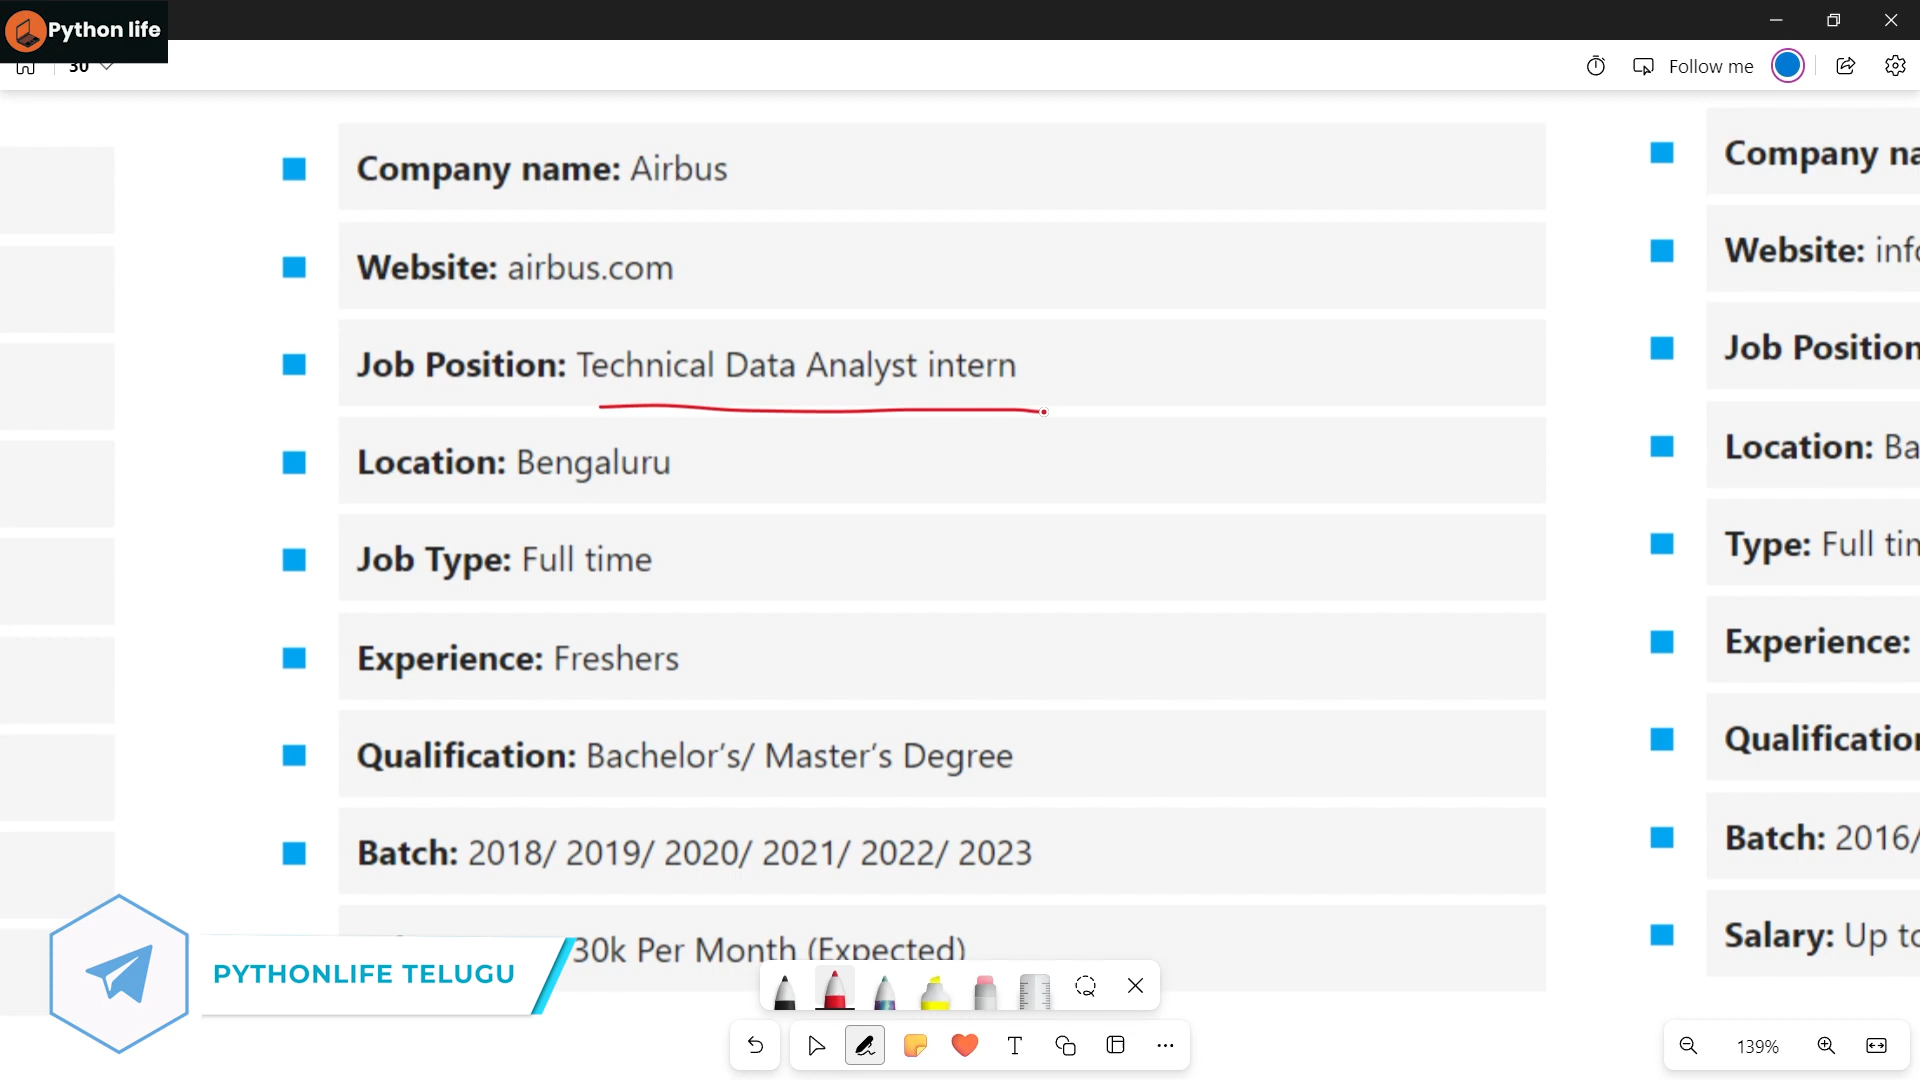 Python life
30
Follow me
Company name: Airbus
Website: airbus.com
Job Position: Technical Data Analyst intern
Location: Bengaluru
Job Type: Full time
Experience: Freshers
Qualification: Bachelor's/ Master's Degree
Batch: 2018/ 2019/ 2020/ 2021/ 2022/ 2023
30k Per Month (Expected)
Company na
Website: info
Job Position
Location: Ba
Type: Full tim
Experience:
Qualification
Batch: 2016/
Salary: Up to
PYTHONLIFE TELUGU
139%